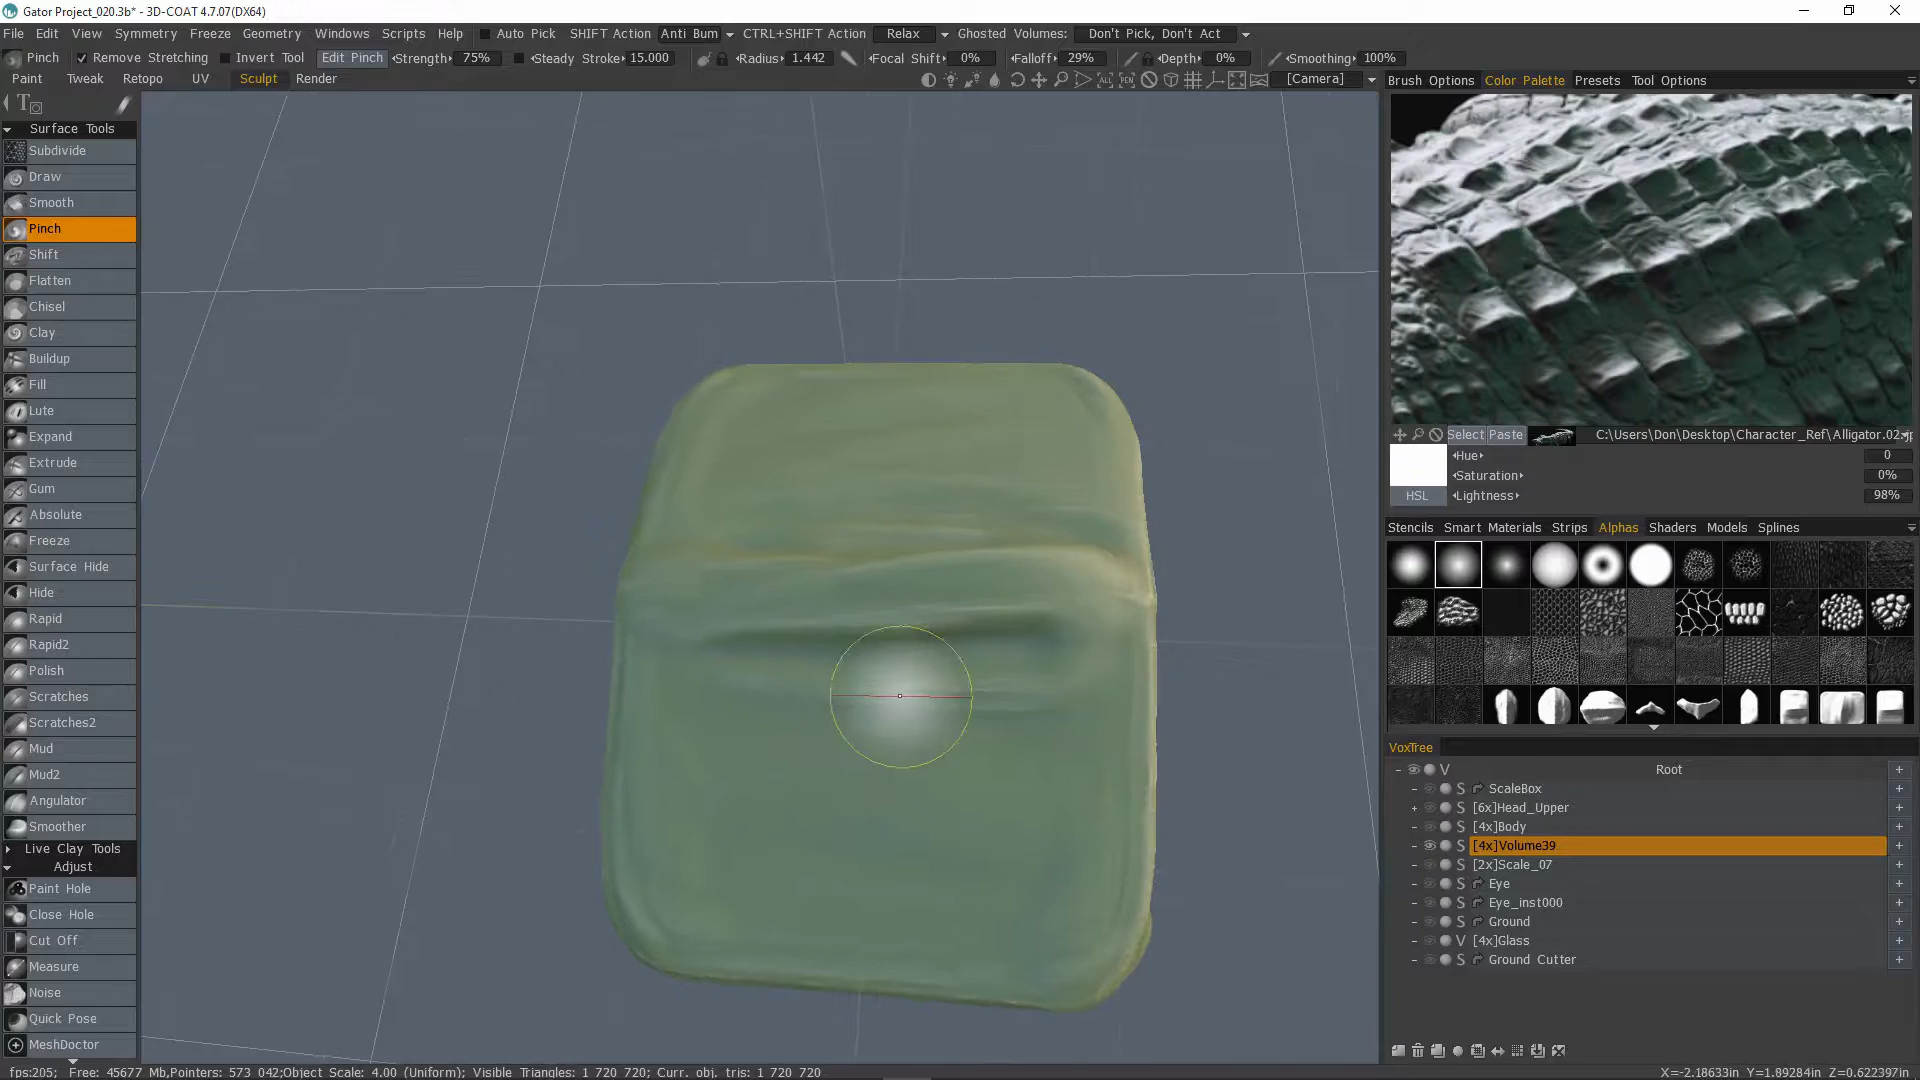 Gator Project_020.3b* - 3D-COAT 4.7.07(DX64)
File Edit View Symmetry Freeze Geometry Windows Scripts Help Auto Pick SHIFT Action Anti Bum CTRL+SHIFT Action Relax Ghosted Volumes: Don't Pick, Don't Act
Pinch Remove Stretching Invert Tool Edit Pinch Strength 75% Steady Stroke 15.000 Radius 1.442 Focal Shift 0% Falloff 29% Depth 0% Smoothing 100%
Paint Tweak Retopo UV Sculpt Render [Camera]
Brush Options Color Palette Presets Tool Options
Surface Tools
Subdivide
Draw
Smooth
Pinch
Shift
Flatten
Chisel
Clay
Buildup
Fill
Lute
Expand
Extrude
Gum
Absolute
Freeze
Surface Hide
Hide
Rapid
Rapid2
Polish
Scratches
Scratches2
Mud
Mud2
Angulator
Smoother
Live Clay Tools
Adjust
Paint Hole
Close Hole
Cut Off
Measure
Noise
Quick Pose
MeshDoctor
Select Paste C:\Users\Don\Desktop\Character_Ref\Alligator.02
Hue 0
Saturation 0%
HSL Lightness 98%
Stencils Smart Materials Strips Alphas Shaders Models Splines
VoxTree
V Root +
S ScaleBox +
+ S [6x]Head_Upper +
S [4x]Body +
S [4x]Volume39 +
S [2x]Scale_07 +
S Eye +
S Eye_inst000 +
S Ground +
V [4x]Glass +
S Ground Cutter +
fps:205; Free: 45677 Mb,Pointers: 573 042;Object Scale: 4.00 (Uniform); Visible Triangles: 1 720 720; Curr. obj. tris: 1 720 720 X=-2.18633in Y=1.89284in Z=0.622397in